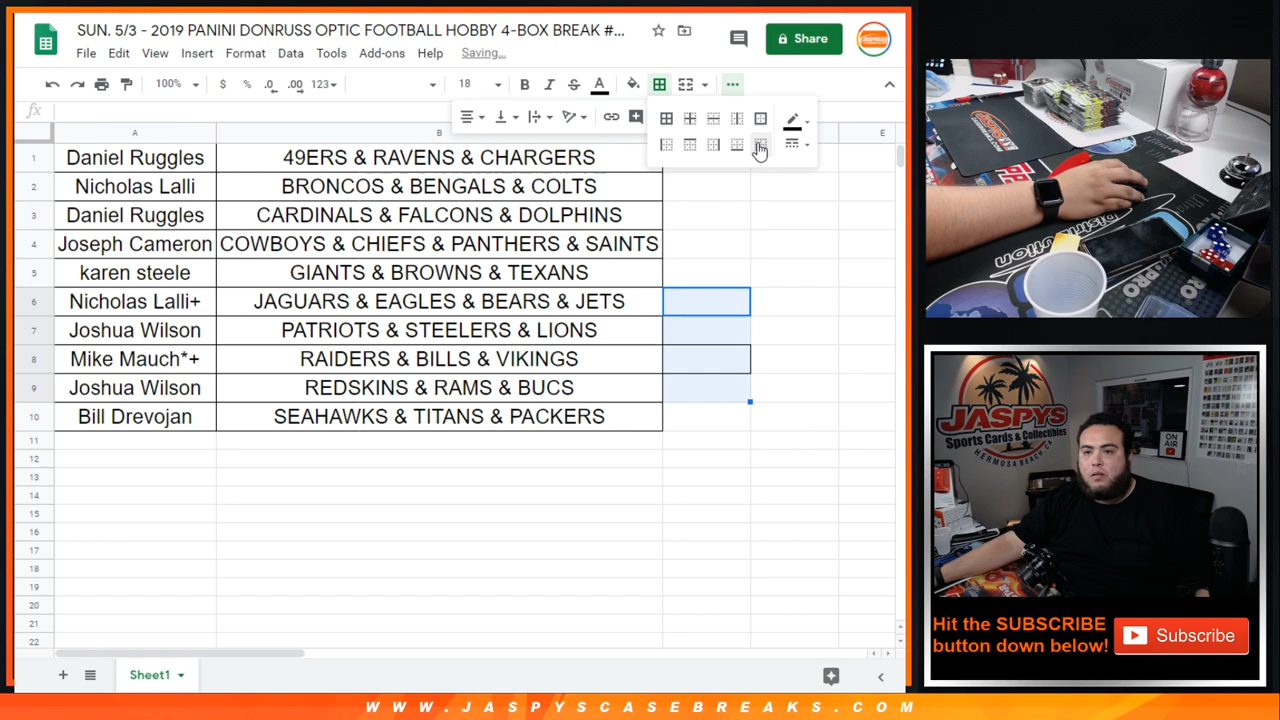 SUN. 5/3 - 2019 PANINI DONRUSS OPTIC FOOTBALL HOBBY 4-BOX BREAK #...
Share
File Edit View Insert Format Data Tools Add-ons Help Saving...
100% $ % .0 .00 123 18 B I S A
fx
A B E
1 Daniel Ruggles 49ERS & RAVENS & CHARGERS
2 Nicholas Lalli BRONCOS & BENGALS & COLTS
3 Daniel Ruggles CARDINALS & FALCONS & DOLPHINS
4 Joseph Cameron COWBOYS & CHIEFS & PANTHERS & SAINTS
5 karen steele GIANTS & BROWNS & TEXANS
6 Nicholas Lalli+ JAGUARS & EAGLES & BEARS & JETS
7 Joshua Wilson PATRIOTS & STEELERS & LIONS
8 Mike Mauch*+ RAIDERS & BILLS & VIKINGS
9 Joshua Wilson REDSKINS & RAMS & BUCS
10 Bill Drevojan SEAHAWKS & TITANS & PACKERS
11
12
13
14
15
16
17
18
19
20
21
22
Sheet1
JASPYS
Sports Cards & Collectibles
HERMOSA BEACH, CA
ON AIR
Hit the SUBSCRIBE
button down below!
Subscribe
WWW.JASPYSCASEBREAKS.COM